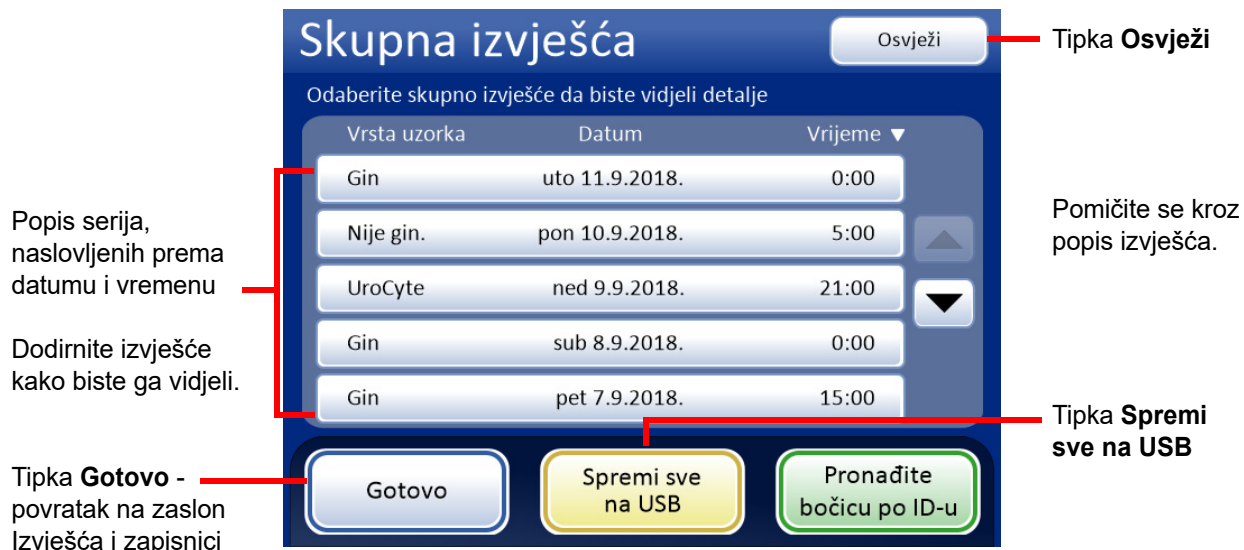 Skupna izvješća
Osvježi
Tipka Osvježi
Odaberite skupno izvješće da biste vidjeli detalje
Vrsta uzorka Datum Vrijeme
Gin uto 11.9.2018. 0:00
Nije gin. pon 10.9.2018. 5:00
UroCyte ned 9.9.2018. 21:00
Gin sub 8.9.2018. 0:00
Gin pet 7.9.2018. 15:00
Popis serija,
naslovljenih prema
datumu i vremenu
Dodirnite izvješće
kako biste ga vidjeli.
Pomičite se kroz
popis izvješća.
Tipka Spremi
sve na USB
Tipka Gotovo -
povratak na zaslon
Izvješća i zapisnici
Gotovo
Spremi sve
na USB
Pronađite
bočicu po ID-u